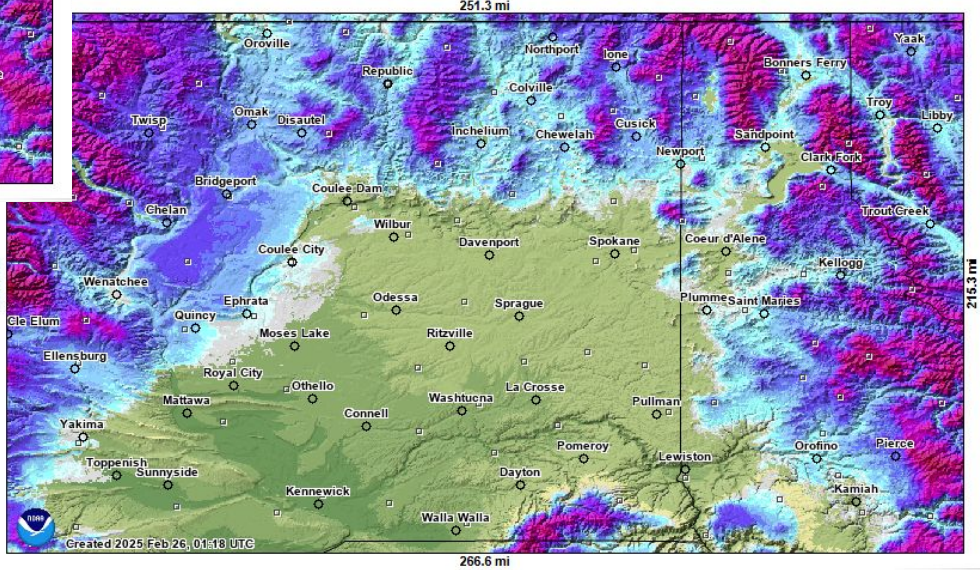 251.3 mi
Oroville
Northport
Yaak
Ione
Bonners Ferry
Republic
Colville
Troy
Libby
Twisp
Omak
Disautel
Inchelium
Chewelah
Cusick
Sandpoint
Newport
Clark Fork
Bridgeport
Coulee Dam
Chelan
Trout Creek
Wilbur
Davenport
Spokane
Coeur d'Alene
Coulee City
Kellogg
Wenatchee
215.3 mi
Ephrata
Odessa
Sprague
Plumme
Saint Maries
Cle Elum
Quincy
Moses Lake
Ritzville
Ellensburg
Royal City
Othello
La Crosse
Mattawa
Washtucna
Pullman
Connell
Yakima
Pomeroy
Orofino
Pierce
Toppenish
Sunnyside
Dayton
Lewiston
Kennewick
Kamiah
Walla Walla
NOAA
Created 2025 Feb 26, 01:18 UTC
266.6 mi